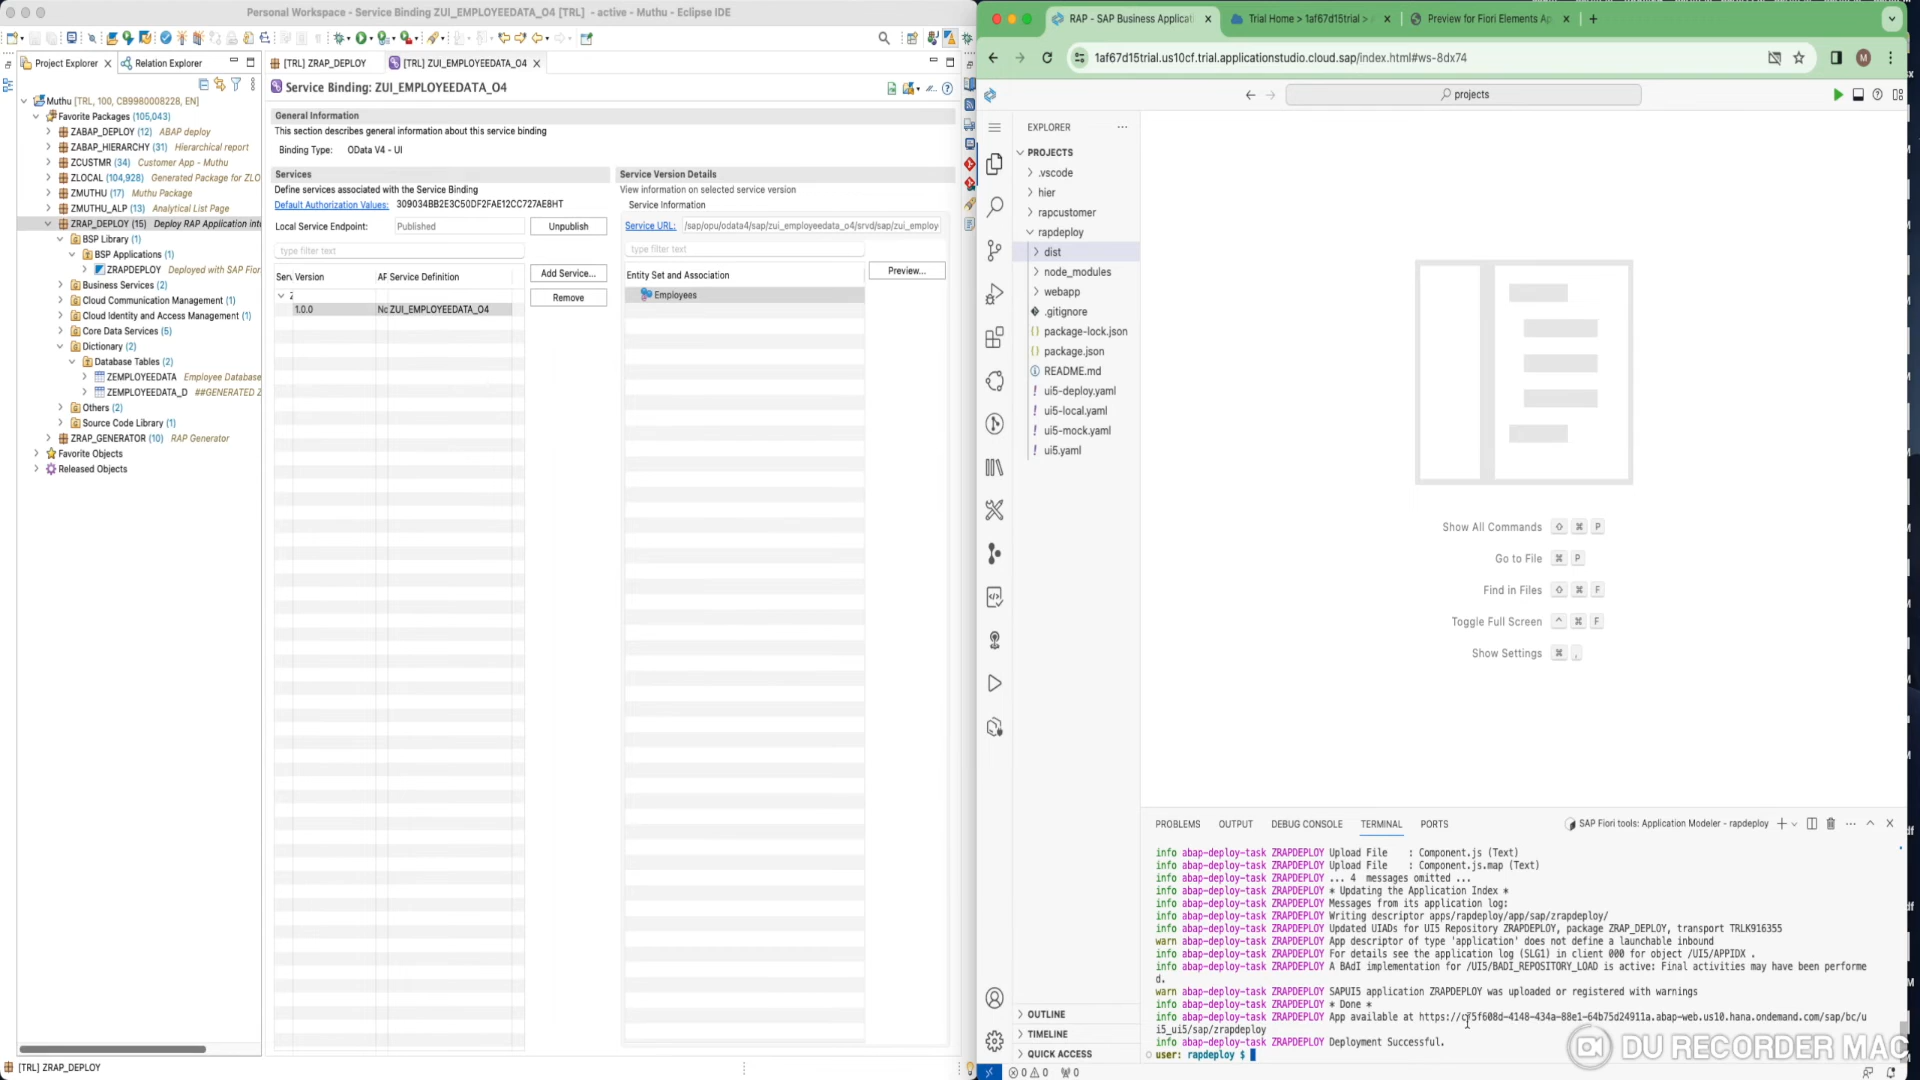 Personal Workspace - Service Binding ZUI_EMPLOYEEDATA_O4 [TRL] - active - Muthu - Eclipse IDE
Project Explorer
Relation Explorer
Muthu [TRL, 100, CB9980008228, EN]
Favorite Packages (105,043)
ZABAP_DEPLOY (12) ABAP deploy
ZABAP_HIERARCHY (31) Hierarchical report
ZCUSTMR (34) Customer App - Muthu
ZLOCAL (104,928) Generated Package for ZLO
ZMUTHU (17) Muthu Package
ZMUTHU_ALP (13) Analytical List Page
ZRAP_DEPLOY (15) Deploy RAP Application into
BSP Library (1)
BSP Applications (1)
ZRAPDEPLOY Deployed with SAP Fior
Business Services (2)
Cloud Communication Management (1)
Cloud Identity and Access Management (1)
Core Data Services (5)
Dictionary (2)
Database Tables (2)
ZEMPLOYEEDATA Employee Database
ZEMPLOYEEDATA_D ##GENERATED Z
Others (2)
Source Code Library (1)
ZRAP_GENERATOR (10) RAP Generator
Favorite Objects
Released Objects
[TRL] ZRAP_DEPLOY
[TRL] ZRAP_DEPLOY
[TRL] ZUI_EMPLOYEEDATA_O4
Service Binding: ZUI_EMPLOYEEDATA_O4
General Information
This section describes general information about this service binding
Binding Type: OData V4 - UI
Services
Define services associated with the Service Binding
Default Authorization Values: 309034BB2E3C50DF2FAE12CC727AE8HT
Local Service Endpoint: Published Unpublish
type filter text
Serv Version AF Service Definition
Add Service...
Z
Remove
1.0.0 Nc ZUI_EMPLOYEEDATA_O4
Service Version Details
View information on selected service version
Service Information
Service URL: /sap/opu/odata4/sap/zui_employeedata_o4/srvd/sap/zui_employ
type filter text
Entity Set and Association
Preview...
Employees
RAP - SAP Business Applicati
Trial Home > 1af67d15trial >
Preview for Fiori Elements Ap
1af67d15trial.us10cf.trial.applicationstudio.cloud.sap/index.html#ws-8dx74
M
projects
EXPLORER
PROJECTS
.vscode
hier
rapcustomer
rapdeploy
dist
node_modules
webapp
.gitignore
package-lock.json
package.json
README.md
ui5-deploy.yaml
ui5-local.yaml
ui5-mock.yaml
ui5.yaml
OUTLINE
TIMELINE
QUICK ACCESS
Show All Commands ⇧ ⌘ P
Go to File ⌘ P
Find in Files ⇧ ⌘ F
Toggle Full Screen ^ ⌘ F
Show Settings ⌘ ,
PROBLEMS OUTPUT DEBUG CONSOLE TERMINAL PORTS
SAP Fiori tools: Application Modeler - rapdeploy
info abap-deploy-task ZRAPDEPLOY Upload File : Component.js (Text)
info abap-deploy-task ZRAPDEPLOY Upload File : Component.js.map (Text)
info abap-deploy-task ZRAPDEPLOY ... 4 messages omitted ...
info abap-deploy-task ZRAPDEPLOY * Updating the Application Index *
info abap-deploy-task ZRAPDEPLOY Messages from its application log:
info abap-deploy-task ZRAPDEPLOY Writing descriptor apps/rapdeploy/app/sap/zrapdeploy/
info abap-deploy-task ZRAPDEPLOY Updated UIADs for UI5 Repository ZRAPDEPLOY, package ZRAP_DEPLOY, transport TRLK916355
warn abap-deploy-task ZRAPDEPLOY App descriptor of type 'application' does not define a launchable inbound
info abap-deploy-task ZRAPDEPLOY For details see the application log (SLG1) in client 000 for object /UI5/APPIDX .
info abap-deploy-task ZRAPDEPLOY A BAdI implementation for /UI5/BADI_REPOSITORY_LOAD is active: Final activities may have been performe
d.
warn abap-deploy-task ZRAPDEPLOY SAPUI5 application ZRAPDEPLOY was uploaded or registered with warnings
info abap-deploy-task ZRAPDEPLOY * Done *
info abap-deploy-task ZRAPDEPLOY App available at https://c75f608d-4148-434a-88e1-64b75d24911a.abap-web.us10.hana.ondemand.com/sap/bc/u
i5_ui5/sap/zrapdeploy
info abap-deploy-task ZRAPDEPLOY Deployment Successful.
user: rapdeploy $
0 0 0
DU RECORDER MAC